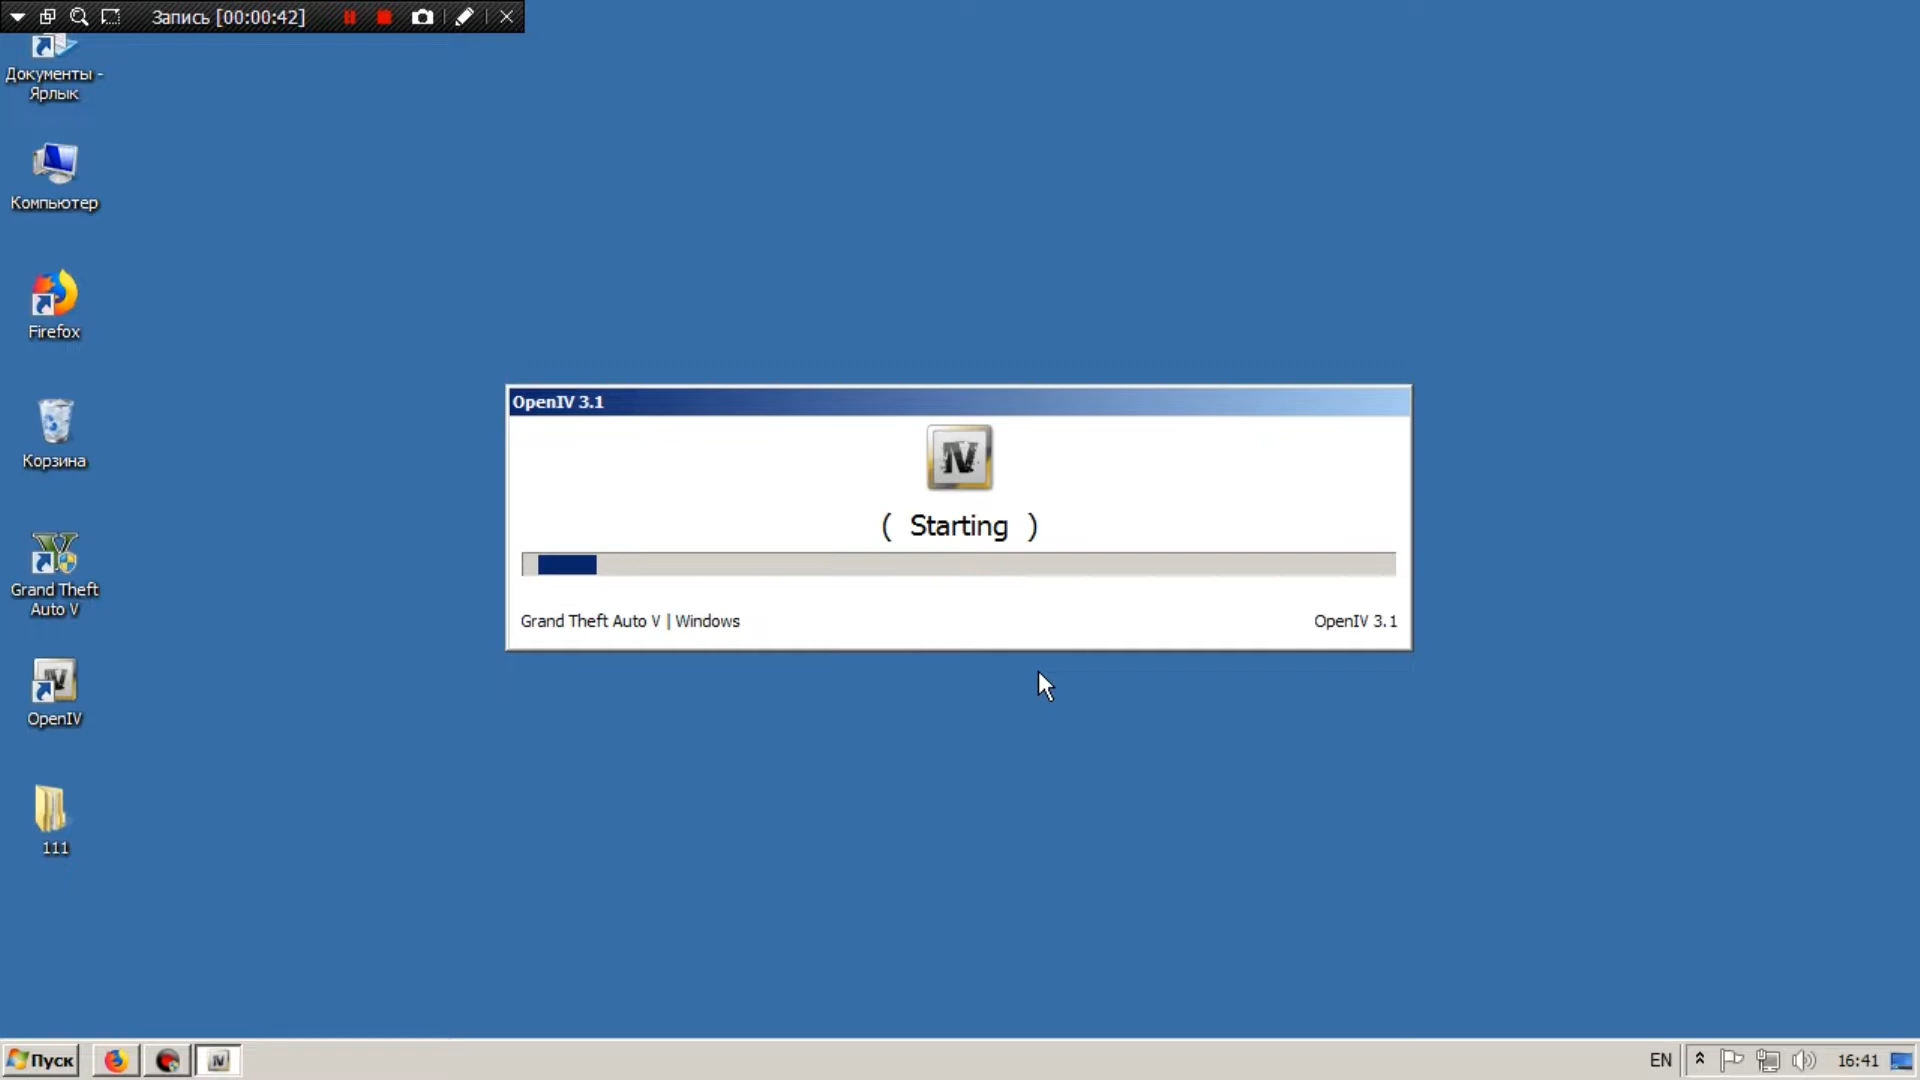 Запись [00:00:42]
Документы -
Ярлык
Компьютер
Firefox
Корзина
Grand Theft
Auto V
OpenIV
111
OpenIV 3.1
IV
( Starting )
Grand Theft Auto V | Windows
OpenIV 3.1
Пуск
EN
16:41